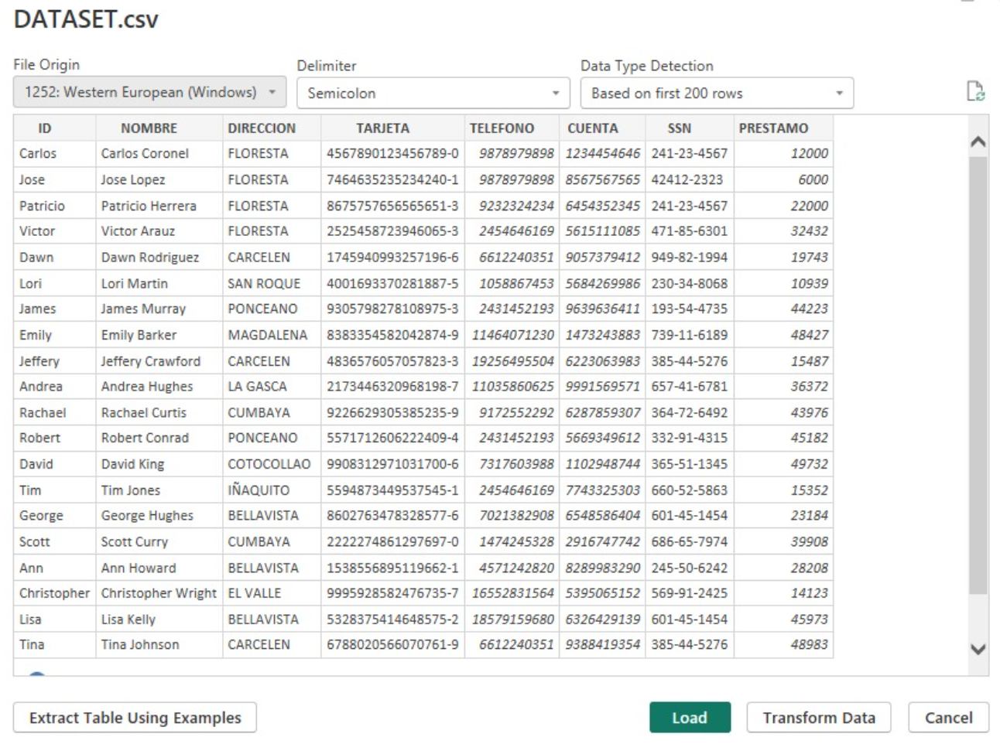 DATASET.csv
File Origin Delimiter Data Type Detection
1252: Western European (Windows) Semicolon Based on first 200 rows
ID NOMBRE DIRECCION TARJETA TELEFONO CUENTA SSN PRESTAMO
Carlos Carlos Coronel FLORESTA 4567890123456789-0 9878979898 1234454646 241-23-4567 12000
Jose Jose Lopez FLORESTA 7464635235234240-1 9878979898 8567567565 42412-2323 6000
Patricio Patricio Herrera FLORESTA 8675757656565651-3 9232324234 6454352345 241-23-4567 22000
Victor Victor Arauz FLORESTA 2525458723946065-3 2454646169 5615111085 471-85-6301 32432
Dawn Dawn Rodriguez CARCELEN 1745940993257196-6 6612240351 9057379412 949-82-1994 19743
Lori Lori Martin SAN ROQUE 4001693370281887-5 1058867453 5684269986 230-34-8068 10939
James James Murray PONCEANO 9305798278108975-3 2431452193 9639636411 193-54-4735 44223
Emily Emily Barker MAGDALENA 8383354582042874-9 11464071230 1473243883 739-11-6189 48427
Jeffery Jeffery Crawford CARCELEN 4836576057057823-3 19256495504 6223063983 385-44-5276 15487
Andrea Andrea Hughes LA GASCA 2173446320968198-7 11035860625 9991569571 657-41-6781 36372
Rachael Rachael Curtis CUMBAYA 9226629305385235-9 9172552292 6287859307 364-72-6492 43976
Robert Robert Conrad PONCEANO 5571712606222409-4 2431452193 5669349612 332-91-4315 45182
David David King COTOCOLLAO 9908312971031700-6 7317603988 1102948744 365-51-1345 49732
Tim Tim Jones IÑAQUITO 5594873449537545-1 2454646169 7743325303 660-52-5863 15352
George George Hughes BELLAVISTA 8602763478328577-6 7021382908 6548586404 601-45-1454 23184
Scott Scott Curry CUMBAYA 2222274861297697-0 1474245328 2916747742 686-65-7974 39908
Ann Ann Howard BELLAVISTA 1538556895119662-1 4571242820 8289983290 245-50-6242 28208
Christopher Christopher Wright EL VALLE 9995928582476735-7 16552831564 5395065152 569-91-2425 14123
Lisa Lisa Kelly BELLAVISTA 5328375414648575-2 18579159680 6326429139 601-45-1454 45973
Tina Tina Johnson CARCELEN 6788020566070761-9 6612240351 9388419354 385-44-5276 48983
Extract Table Using Examples Load Transform Data Cancel